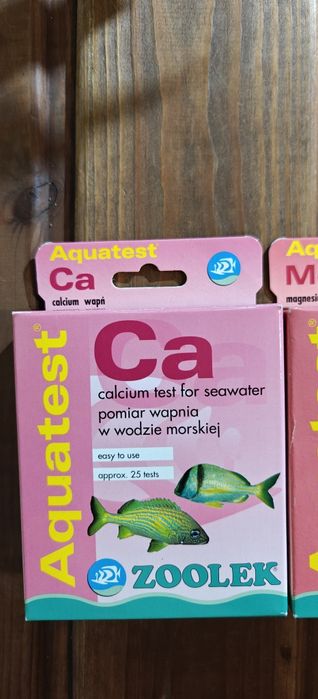 Aquatest®
Ca
calcium wapń
Aquatest®
Ca
calcium test for seawater
pomiar wapnia
w wodzie morskiej
easy to use
approx. 25 tests
ZOOLEK®
Aq
M
magnesiu